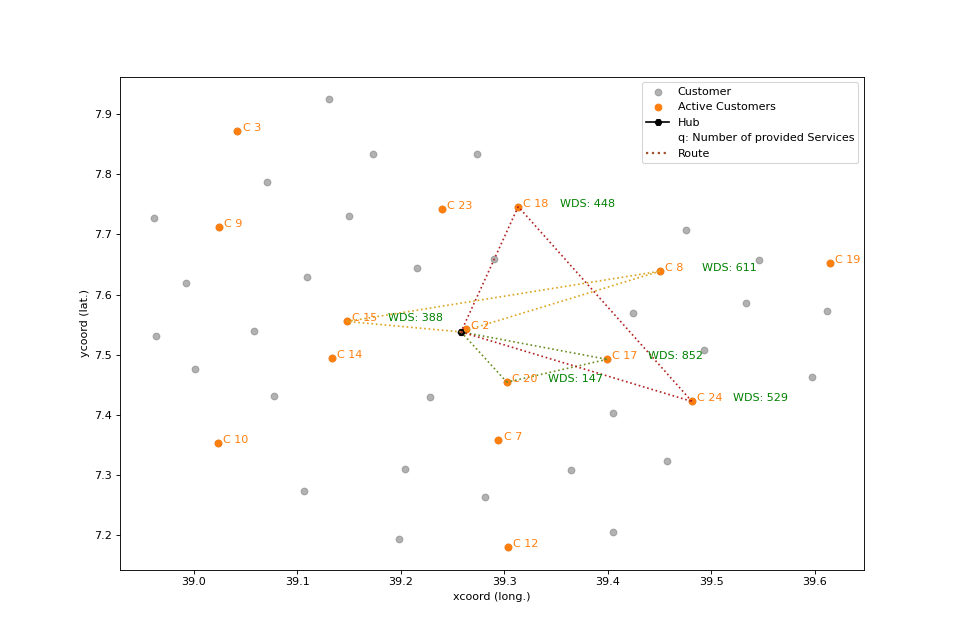 Customer
Active Customers
Hub
q: Number of provided Services
Route
C 3
C 9
C 23
C 18 WDS: 448
C 8 WDS: 611
C 19
C 15 WDS: 388
C 2
C 14
C 17 WDS: 852
C 20 WDS: 147
C 24 WDS: 529
C 10
C 7
C 12
7.9
7.8
7.7
7.6
7.5
7.4
7.3
7.2
ycoord (lat.)
39.0 39.1 39.2 39.3 39.4 39.5 39.6
xcoord (long.)